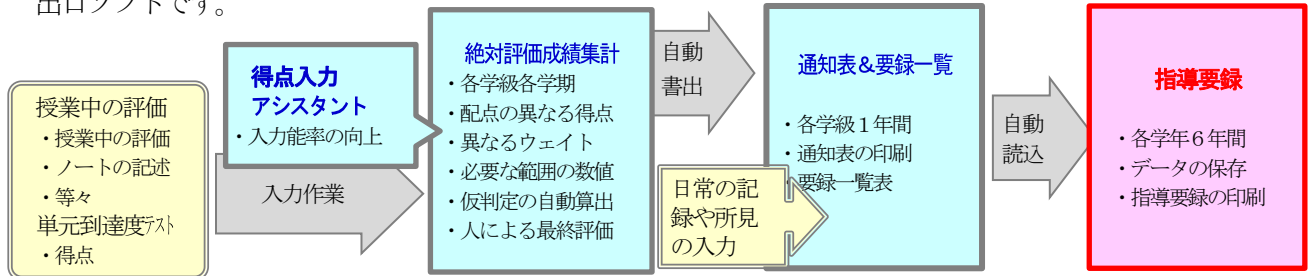 出口ソフトです。
授業中の評価
・授業中の評価
・ノートの記述
・等々
単元到達度テスト
・得点
得点入力
アシスタント
・入力能率の向上
入力作業
絶対評価成績集計
・各学級各学期
・配点の異なる得点
・異なるウェイト
・必要な範囲の数値
・仮判定の自動算出
・人による最終評価
自動
書出
日常の記
録や所見
の入力
通知表&要録一覧
・各学級1年間
・通知表の印刷
・要録一覧表
自動
読込
指導要録
・各学年6年間
・データの保存
・指導要録の印刷